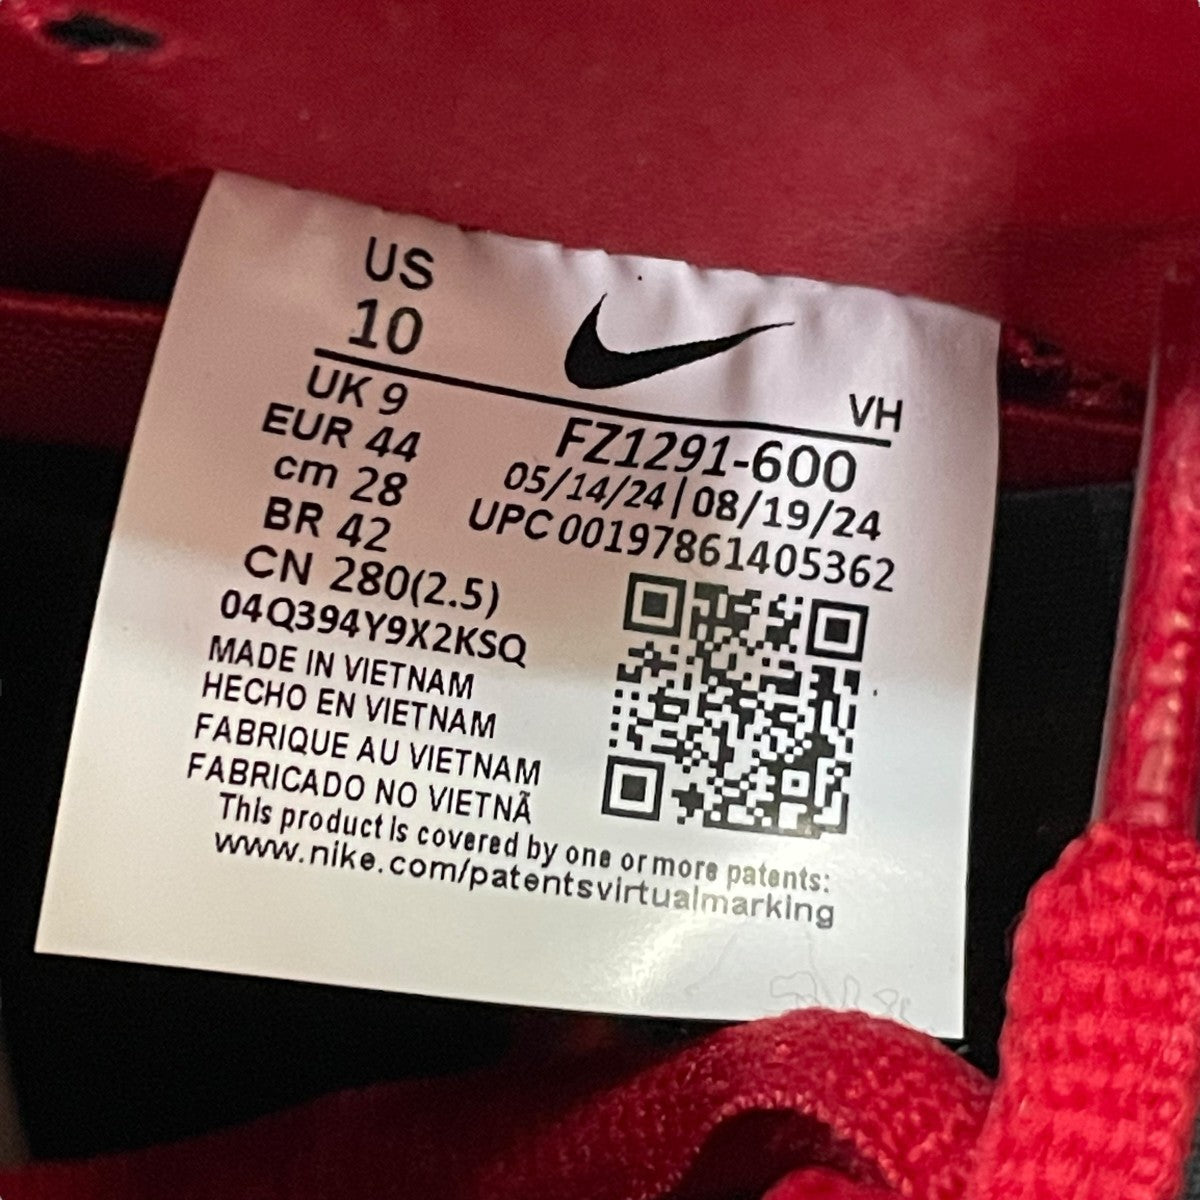 US
10
UK 9
EUR 44
cm 28
BR 42
CN 280(2.5)
04Q394Y9X2KSQ
MADE IN VIETNAM
HECHO EN VIETNAM
FABRIQUE AU VIETNAM
FABRICADO NO VIETNÃ
VH
FZ1291-600
05/14/24|08/19/24
UPC 00197861405362
This product is covered by one or more patents:
www.nike.com/patentsvirtualmarking